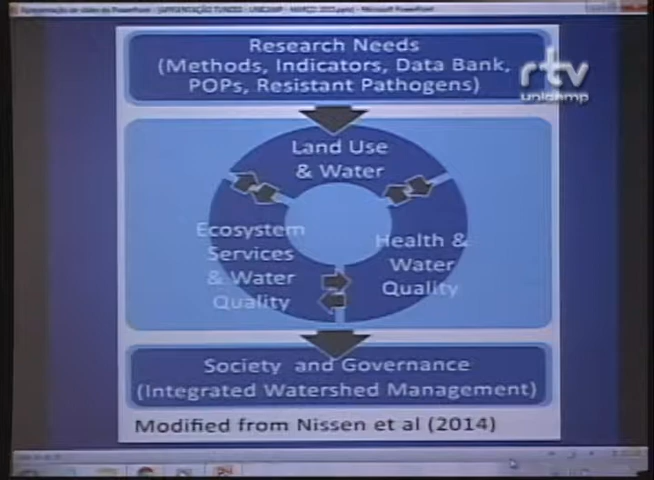 Research Needs
(Methods, Indicators, Data Bank,
POPs, Resistant Pathogens)
rtv
unicamp
Land Use
& Water
Ecosystem
Services
& Water
Quality
Health &
Water
Quality
Society and Governance
(Integrated Watershed Management)
Modified from Nissen et al (2014)